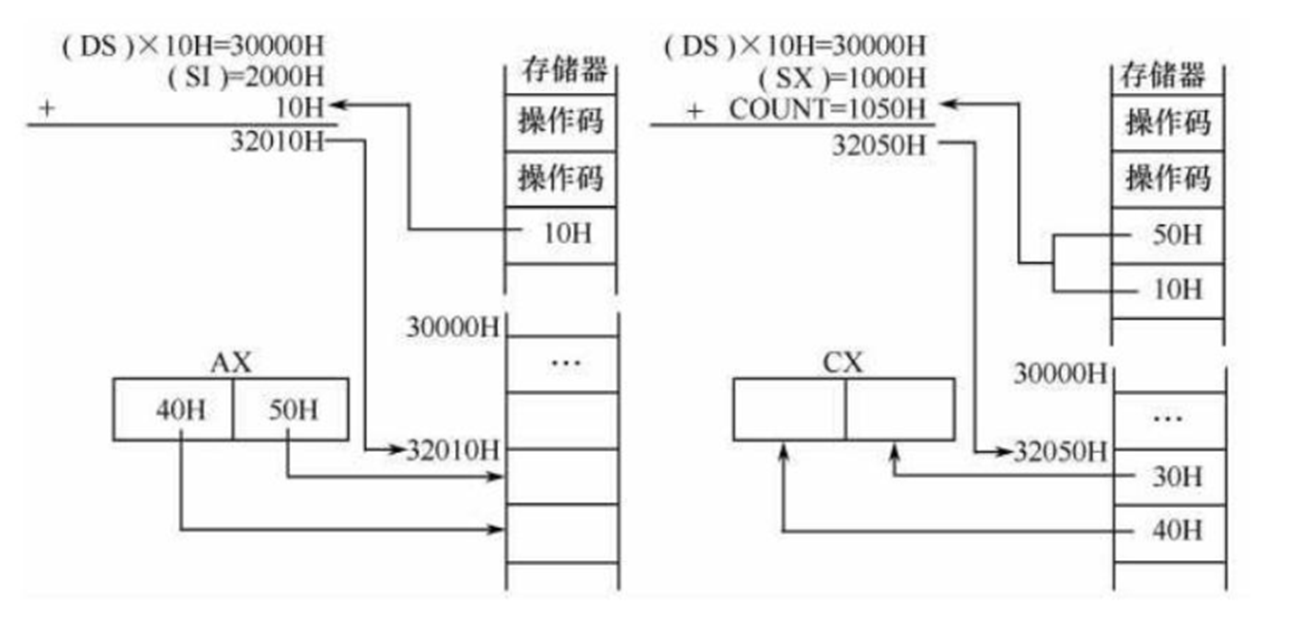 ( DS )×10H=30000H
( SI )=2000H
+ 10H
32010H
存储器
操作码
操作码
10H
30000H
…
AX
40H 50H
32010H
( DS )×10H=30000H
( SX )=1000H
+ COUNT=1050H
32050H
存储器
操作码
操作码
50H
10H
CX
30000H
…
32050H
30H
40H